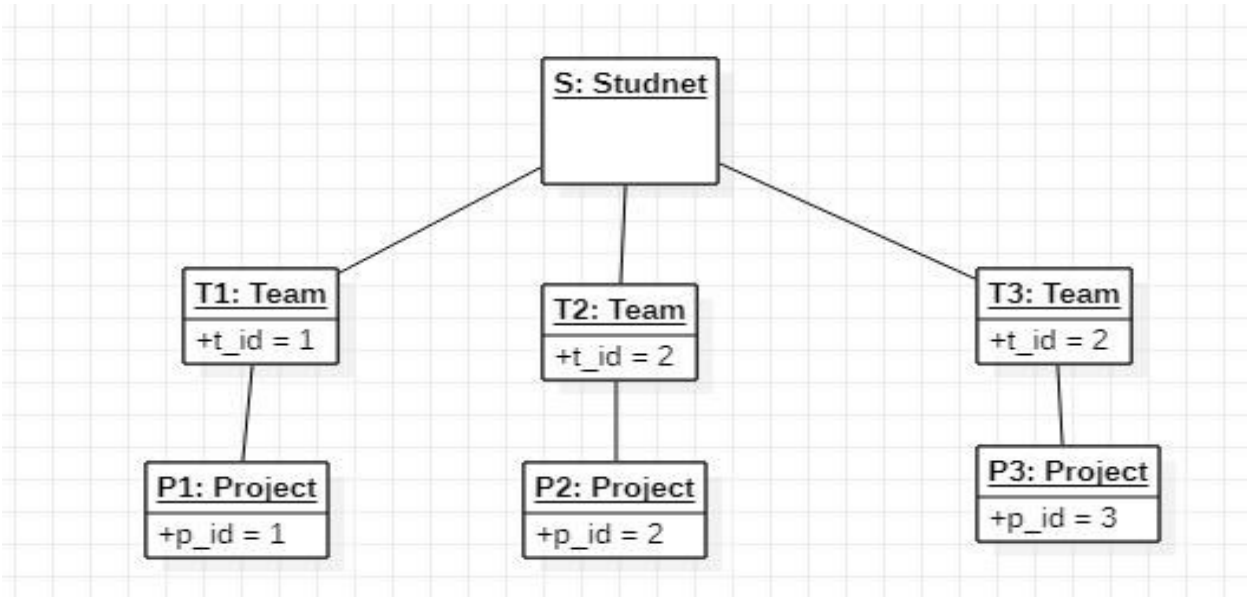 S: Studnet
T1: Team
+t_id = 1
T2: Team
+t_id = 2
T3: Team
+t_id = 2
P1: Project
+p_id = 1
P2: Project
+p_id = 2
P3: Project
+p_id = 3